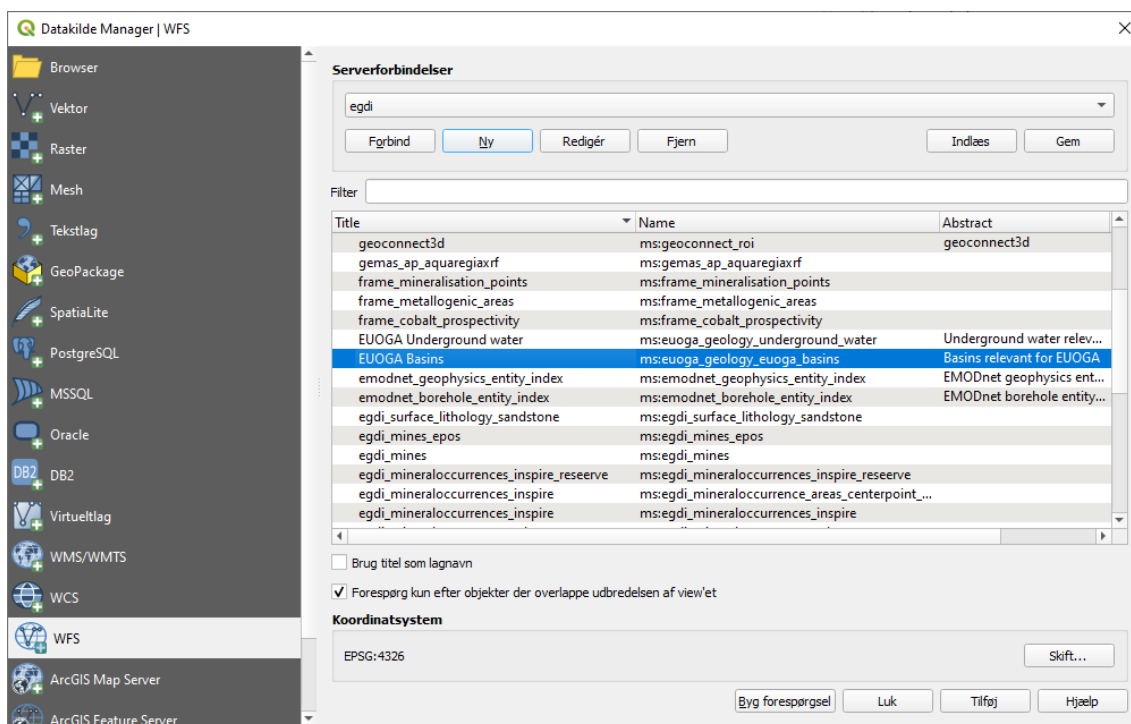 Datakilde Manager | WFS
Browser
Vektor
Raster
Mesh
Tekstlag
GeoPackage
SpatiaLite
PostgreSQL
MSSQL
Oracle
DB2 DB2
Virtueltlag
WMS/WMTS
WCS
WFS
ArcGIS Map Server
ArcGIS Feature Server
Serverforbindelser
egdi
Forbind Ny Redigér Fjern Indlæs Gem
Filter
Title Name Abstract
geoconnect3d ms:geoconnect_roi geoconnect3d
gemas_ap_aquaregiaxrf ms:gemas_ap_aquaregiaxrf
frame_mineralisation_points ms:frame_mineralisation_points
frame_metallogenic_areas ms:frame_metallogenic_areas
frame_cobalt_prospectivity ms:frame_cobalt_prospectivity
EUOGA Underground water ms:euoga_geology_underground_water Underground water relev...
EUOGA Basins ms:euoga_geology_euoga_basins Basins relevant for EUOGA
emodnet_geophysics_entity_index ms:emodnet_geophysics_entity_index EMODnet geophysics ent...
emodnet_borehole_entity_index ms:emodnet_borehole_entity_index EMODnet borehole entity...
egdi_surface_lithology_sandstone ms:egdi_surface_lithology_sandstone
egdi_mines_epos ms:egdi_mines_epos
egdi_mines ms:egdi_mines
egdi_mineraloccurrences_inspire_reseerve ms:egdi_mineraloccurrences_inspire_reseerve
egdi_mineraloccurrences_inspire ms:egdi_mineraloccurrence_areas_centerpoint_...
egdi_mineraloccurrences_inspire ms:egdi_mineraloccurrences_inspire
Brug titel som lagnavn
Forespørg kun efter objekter der overlappe udbredelsen af view'et
Koordinatsystem
EPSG:4326 Skift...
Byg forespørgsel Luk Tilføj Hjælp